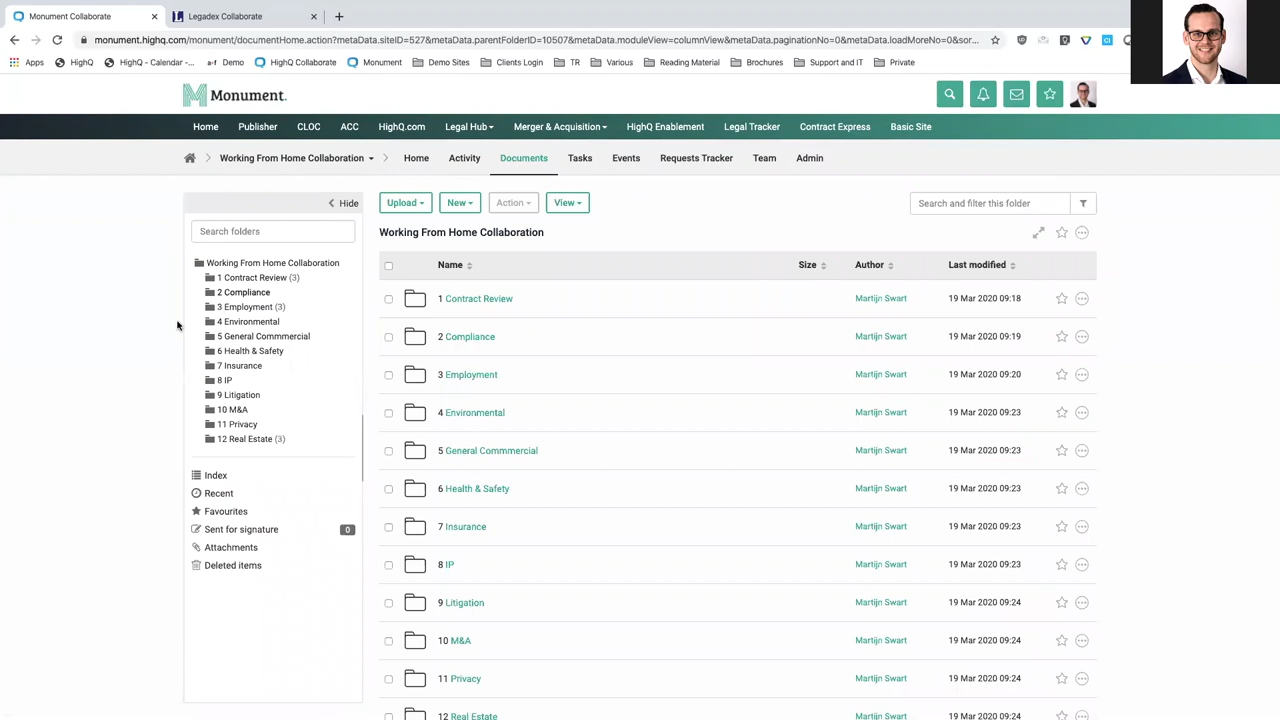 Monument Collaborate
Legadex Collaborate
monument.highq.com/monument/documentHome.action?metaData.siteID=527&metaData.parentFolderID=10507&metaData.moduleView=columnView&metaData.paginationNo=0&metaData.loadMoreNo=0&sor...
Apps HighQ HighQ - Calendar -... Demo HighQ Collaborate Monument Demo Sites Clients Login TR Various Reading Material Brochures Support and IT Private
Monument.
Home Publisher CLOC ACC HighQ.com Legal Hub Merger & Acquisition HighQ Enablement Legal Tracker Contract Express Basic Site
Working From Home Collaboration Home Activity Documents Tasks Events Requests Tracker Team Admin
Hide
Search folders
Working From Home Collaboration
1 Contract Review (3)
2 Compliance
3 Employment (3)
4 Environmental
5 General Commmercial
6 Health & Safety
7 Insurance
8 IP
9 Litigation
10 M&A
11 Privacy
12 Real Estate (3)
Index
Recent
Favourites
Sent for signature 0
Attachments
Deleted items
Upload New Action View Search and filter this folder
Working From Home Collaboration
Name Size Author Last modified
1 Contract Review Martijn Swart 19 Mar 2020 09:18
2 Compliance Martijn Swart 19 Mar 2020 09:19
3 Employment Martijn Swart 19 Mar 2020 09:20
4 Environmental Martijn Swart 19 Mar 2020 09:23
5 General Commmercial Martijn Swart 19 Mar 2020 09:23
6 Health & Safety Martijn Swart 19 Mar 2020 09:23
7 Insurance Martijn Swart 19 Mar 2020 09:23
8 IP Martijn Swart 19 Mar 2020 09:23
9 Litigation Martijn Swart 19 Mar 2020 09:24
10 M&A Martijn Swart 19 Mar 2020 09:24
11 Privacy Martijn Swart 19 Mar 2020 09:24
12 Real Estate Martijn Swart 19 Mar 2020 09:24